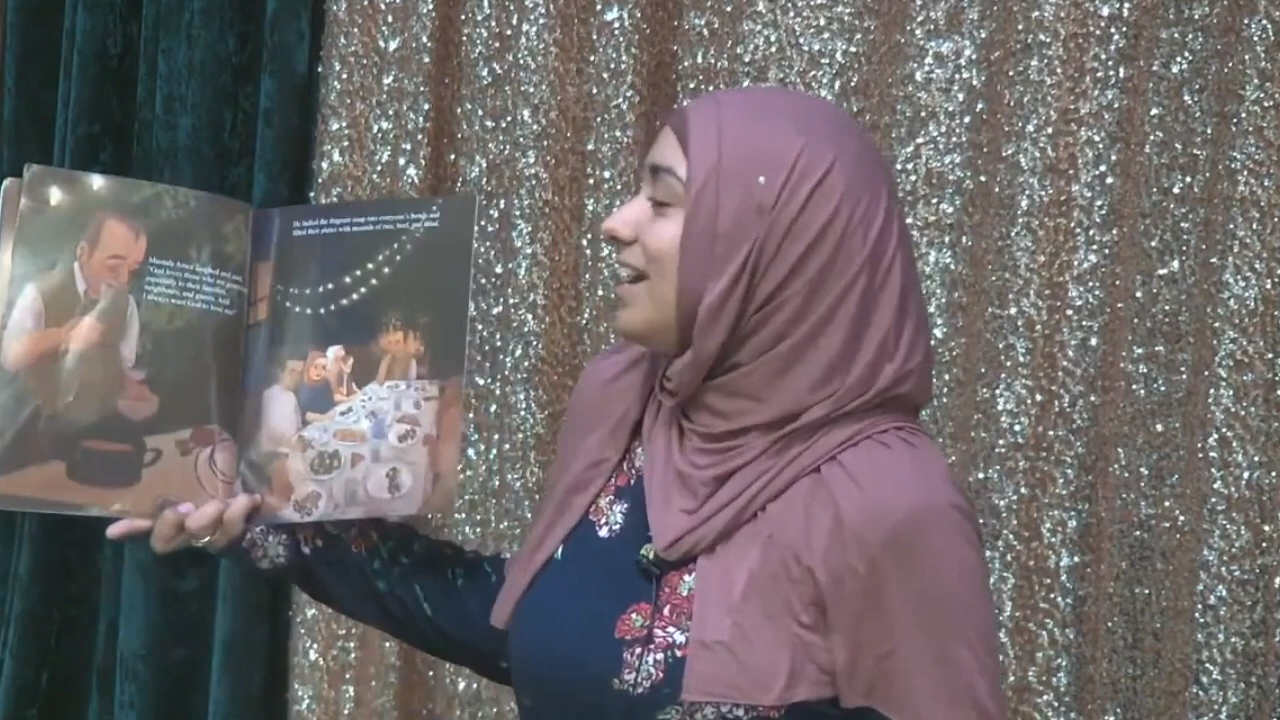 Mustafa Amca laughed and said,
"God loves those who are generous,
especially to their families,
neighbours, and guests. And
I always want God to love me!"
He ladled the fragrant soup into everyone's bowls and
filled their plates with mounds of rice, beef, and salad.